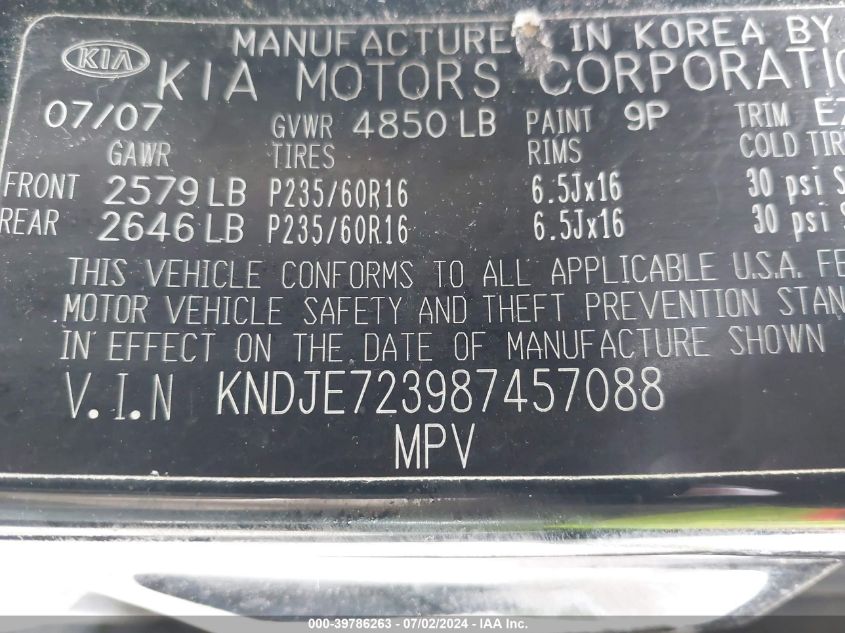 MANUFACTURED IN KOREA BY
KIA KIA MOTORS CORPORATIO
07/07 GVWR 4850 LB PAINT 9P TRIM EZ
GAWR TIRES RIMS COLD TIR
FRONT 2579 LB P235/60R16 6.5Jx16 30 psi S
REAR 2646 LB P235/60R16 6.5Jx16 30 psi S
THIS VEHICLE CONFORMS TO ALL APPLICABLE U.S.A. FE
MOTOR VEHICLE SAFETY AND THEFT PREVENTION STAN
IN EFFECT ON THE DATE OF MANUFACTURE SHOWN
V.I.N KNDJE723987457088
MPV
000-39786263 - 07/02/2024 - IAA Inc.